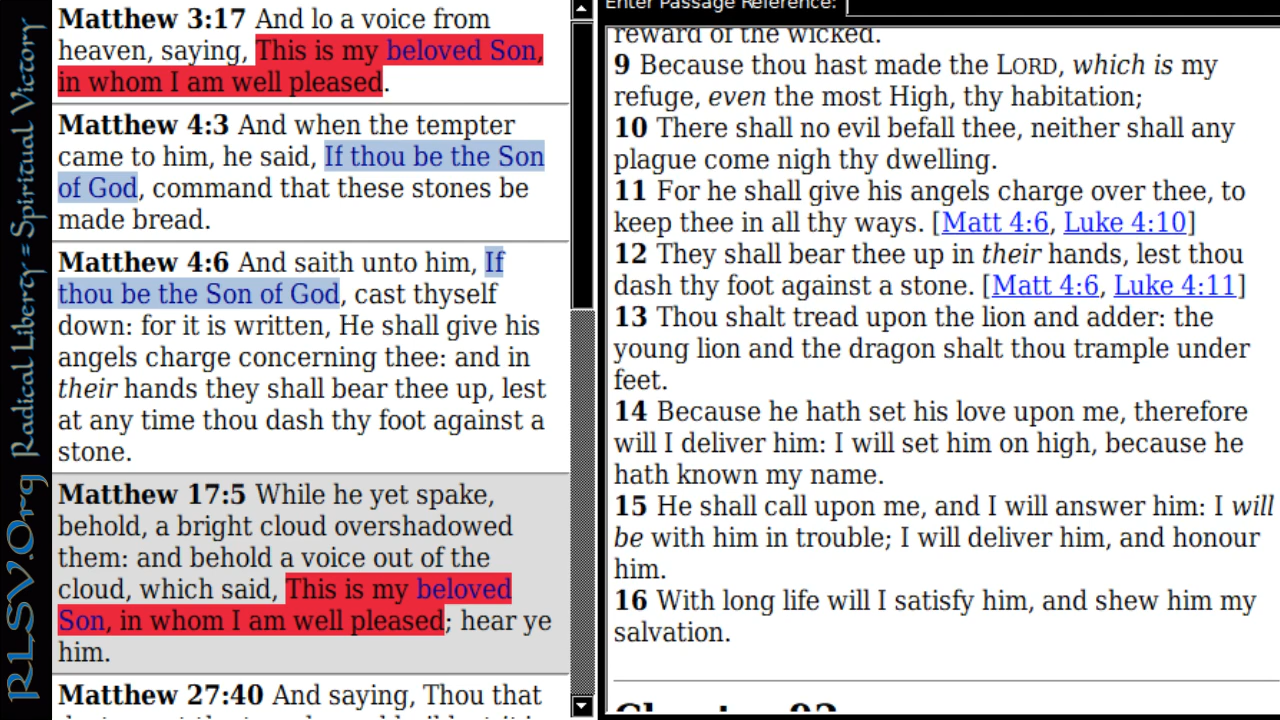 RLSV.Org Radical Liberty = Spiritual Victory
Matthew 3:17 And lo a voice from
heaven, saying, This is my beloved Son,
in whom I am well pleased.
Matthew 4:3 And when the tempter
came to him, he said, If thou be the Son
of God, command that these stones be
made bread.
Matthew 4:6 And saith unto him, If
thou be the Son of God, cast thyself
down: for it is written, He shall give his
angels charge concerning thee: and in
their hands they shall bear thee up, lest
at any time thou dash thy foot against a
stone.
Matthew 17:5 While he yet spake,
behold, a bright cloud overshadowed
them: and behold a voice out of the
cloud, which said, This is my beloved
Son, in whom I am well pleased; hear ye
him.
Matthew 27:40 And saying, Thou that
Enter Passage Reference:
reward of the wicked.
9 Because thou hast made the LORD, which is my
refuge, even the most High, thy habitation;
10 There shall no evil befall thee, neither shall any
plague come nigh thy dwelling.
11 For he shall give his angels charge over thee, to
keep thee in all thy ways. [Matt 4:6, Luke 4:10]
12 They shall bear thee up in their hands, lest thou
dash thy foot against a stone. [Matt 4:6, Luke 4:11]
13 Thou shalt tread upon the lion and adder: the
young lion and the dragon shalt thou trample under
feet.
14 Because he hath set his love upon me, therefore
will I deliver him: I will set him on high, because he
hath known my name.
15 He shall call upon me, and I will answer him: I will
be with him in trouble; I will deliver him, and honour
him.
16 With long life will I satisfy him, and shew him my
salvation.